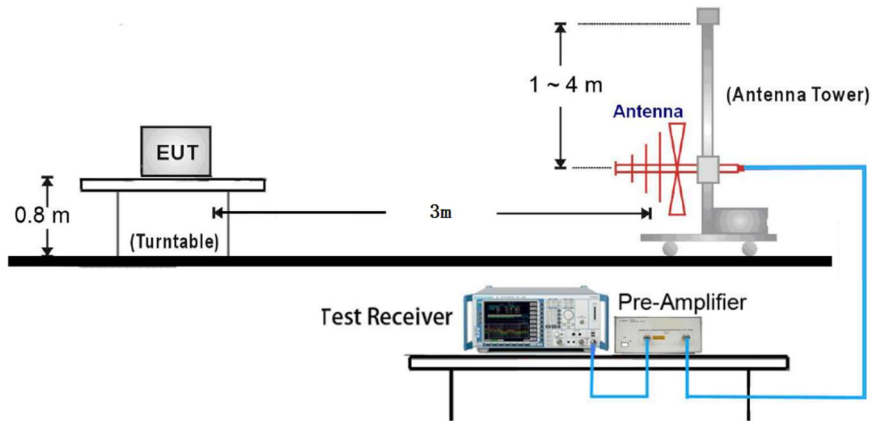 1 ~ 4 m
(Antenna Tower)
Antenna
EUT
0.8 m
3m
(Turntable)
Test Receiver
Pre-Amplifier